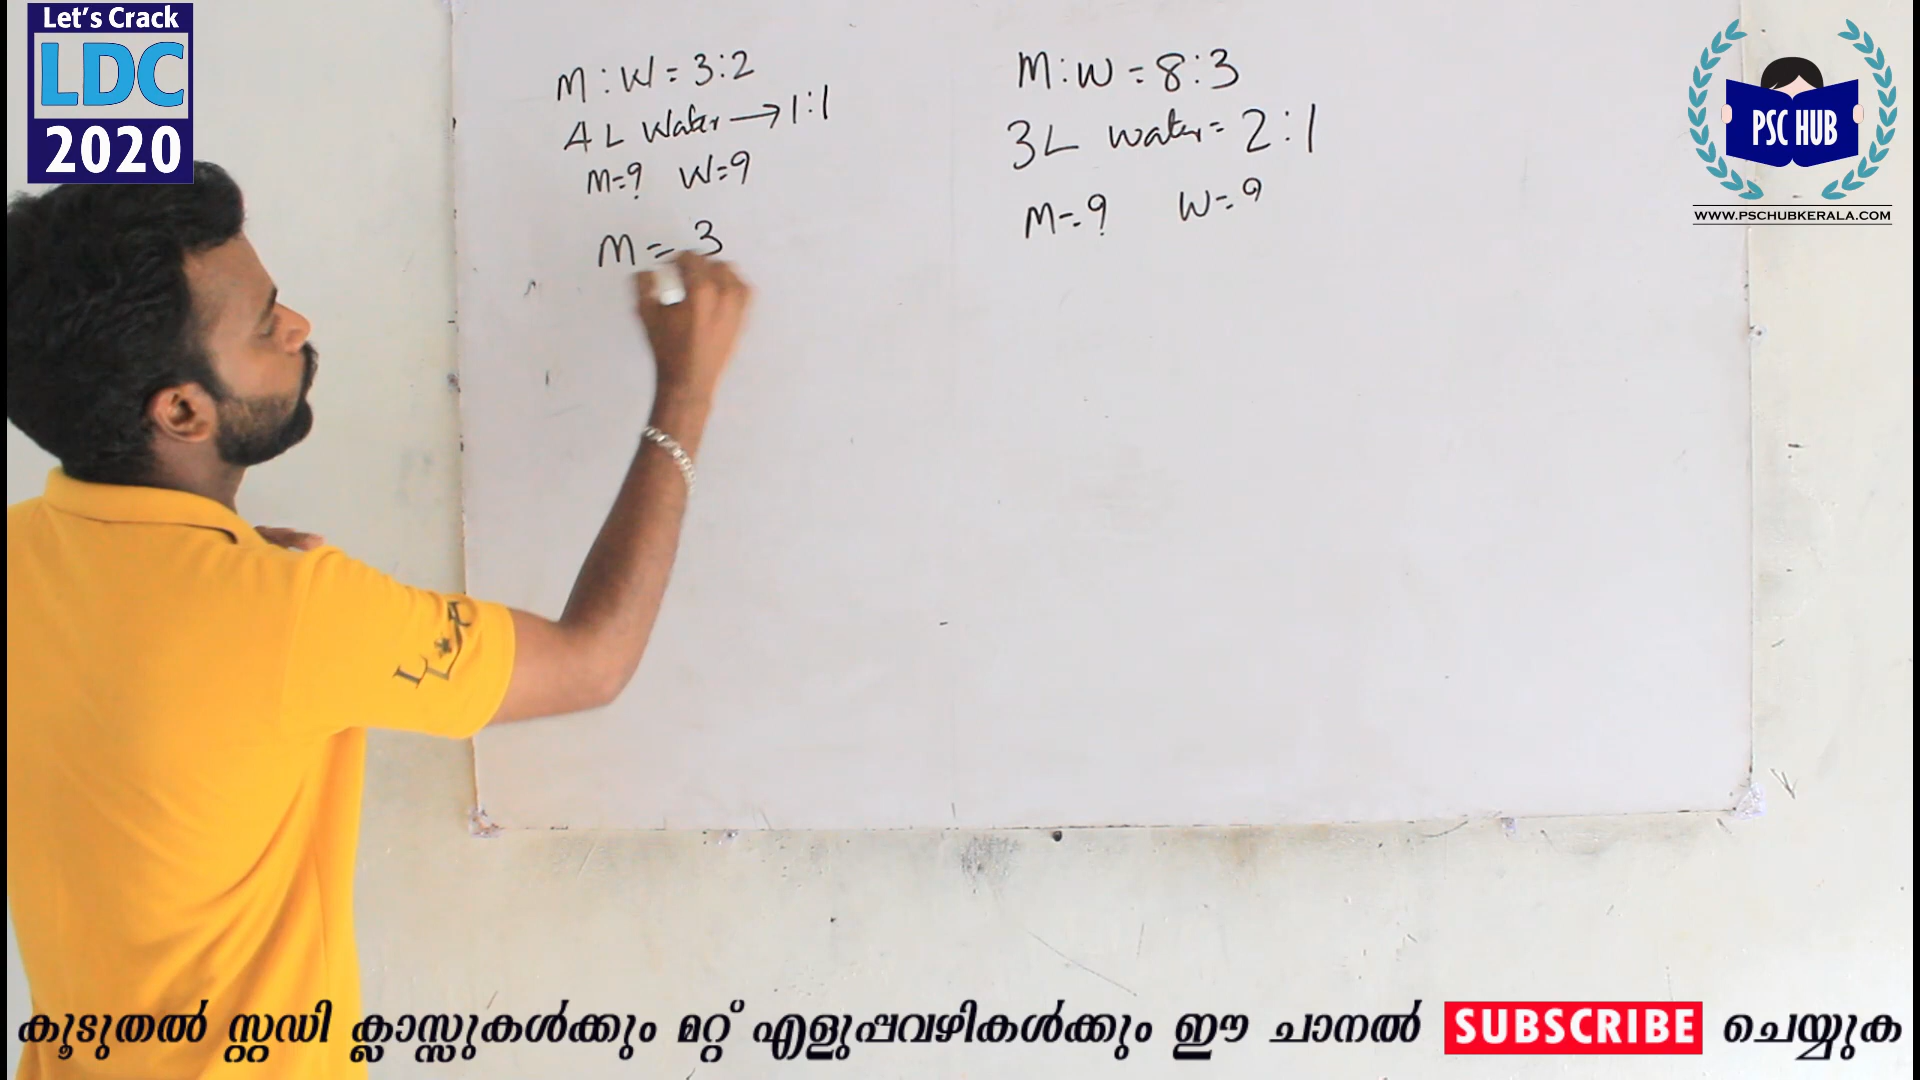 Let's Crack
LDC
2020
M : W = 3:2
4 L Water → 1:1
M=? W=?
M = 3
M:W = 8:3
3L water = 2:1
M=? W=?
PSC HUB
WWW.PSCHUBKERALA.COM
കൂടുതൽ സ്റ്റഡി ക്ലാസ്സുകൾക്കും മറ്റ് എളുപ്പവഴികൾക്കും ഈ ചാനൽ SUBSCRIBE ചെയ്യുക